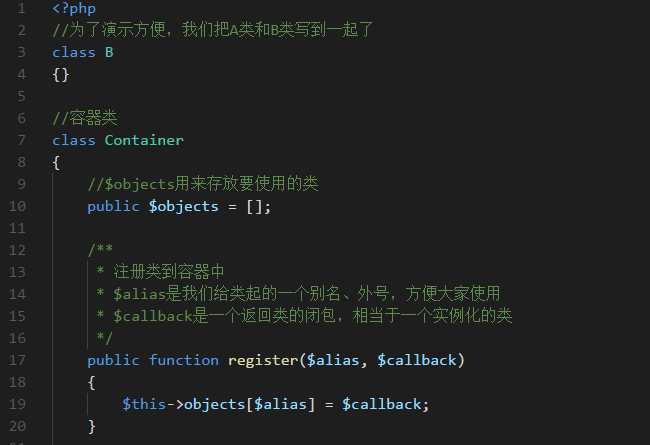 1 <?php
2 //为了演示方便，我们把A类和B类写到一起了
3 class B
4 {}
5
6 //容器类
7 class Container
8 {
9 //$objects用来存放要使用的类
10 public $objects = [];
11
12 /**
13 * 注册类到容器中
14 * $alias是我们给类起的一个别名、外号，方便大家使用
15 * $callback是一个返回类的闭包，相当于一个实例化的类
16 */
17 public function register($alias, $callback)
18 {
19 $this->objects[$alias] = $callback;
20 }